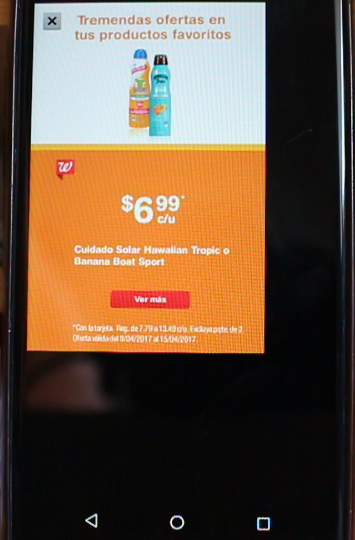 Tremendas ofertas en
tus productos favoritos
W
$6.99*
c/u
Cuidado Solar Hawaiian Tropic o
Banana Boat Sport
Ver más
*Con la tarjeta. Reg. de 7.79 a 13.49 c/u. Excluye pqte. de 2
Oferta válida del 9/04/2017 al 15/04/2017.